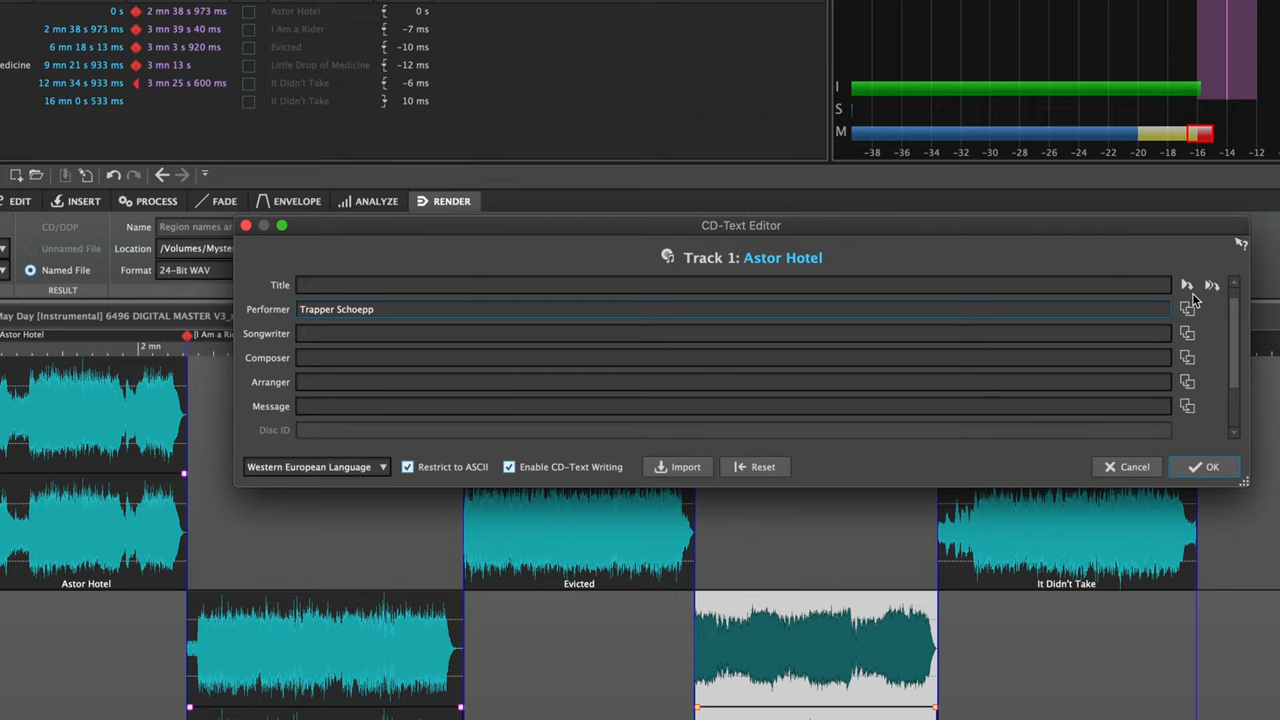 0 s 2 mn 38 s 973 ms Astor Hotel 0 s
2 mn 38 s 973 ms 3 mn 39 s 40 ms I Am a Rider −7 ms
6 mn 18 s 13 ms 3 mn 3 s 920 ms Evicted −10 ms
edicine 9 mn 21 s 933 ms 3 mn 13 s Little Drop of Medicine −12 ms
12 mn 34 s 933 ms 3 mn 25 s 600 ms It Didn't Take −6 ms
16 mn 0 s 533 ms It Didn't Take 10 ms
I
S
M
−38 −36 −34 −32 −30 −28 −26 −24 −22 −20 −18 −16 −14 −12
EDIT INSERT PROCESS FADE ENVELOPE ANALYZE RENDER
CD/DDP Name Region names ar
Unnamed File Location /Volumes/Myste
Named File Format 24-Bit WAV
RESULT
CD-Text Editor
Track 1: Astor Hotel
Title
Performer Trapper Schoepp
Songwriter
Composer
Arranger
Message
Disc ID
Western European Language Restrict to ASCII Enable CD-Text Writing Import Reset Cancel OK
May Day [Instrumental] 6496 DIGITAL MASTER V3_x
Astor Hotel [I Am a Ri
2 mn
Astor Hotel Evicted It Didn't Take